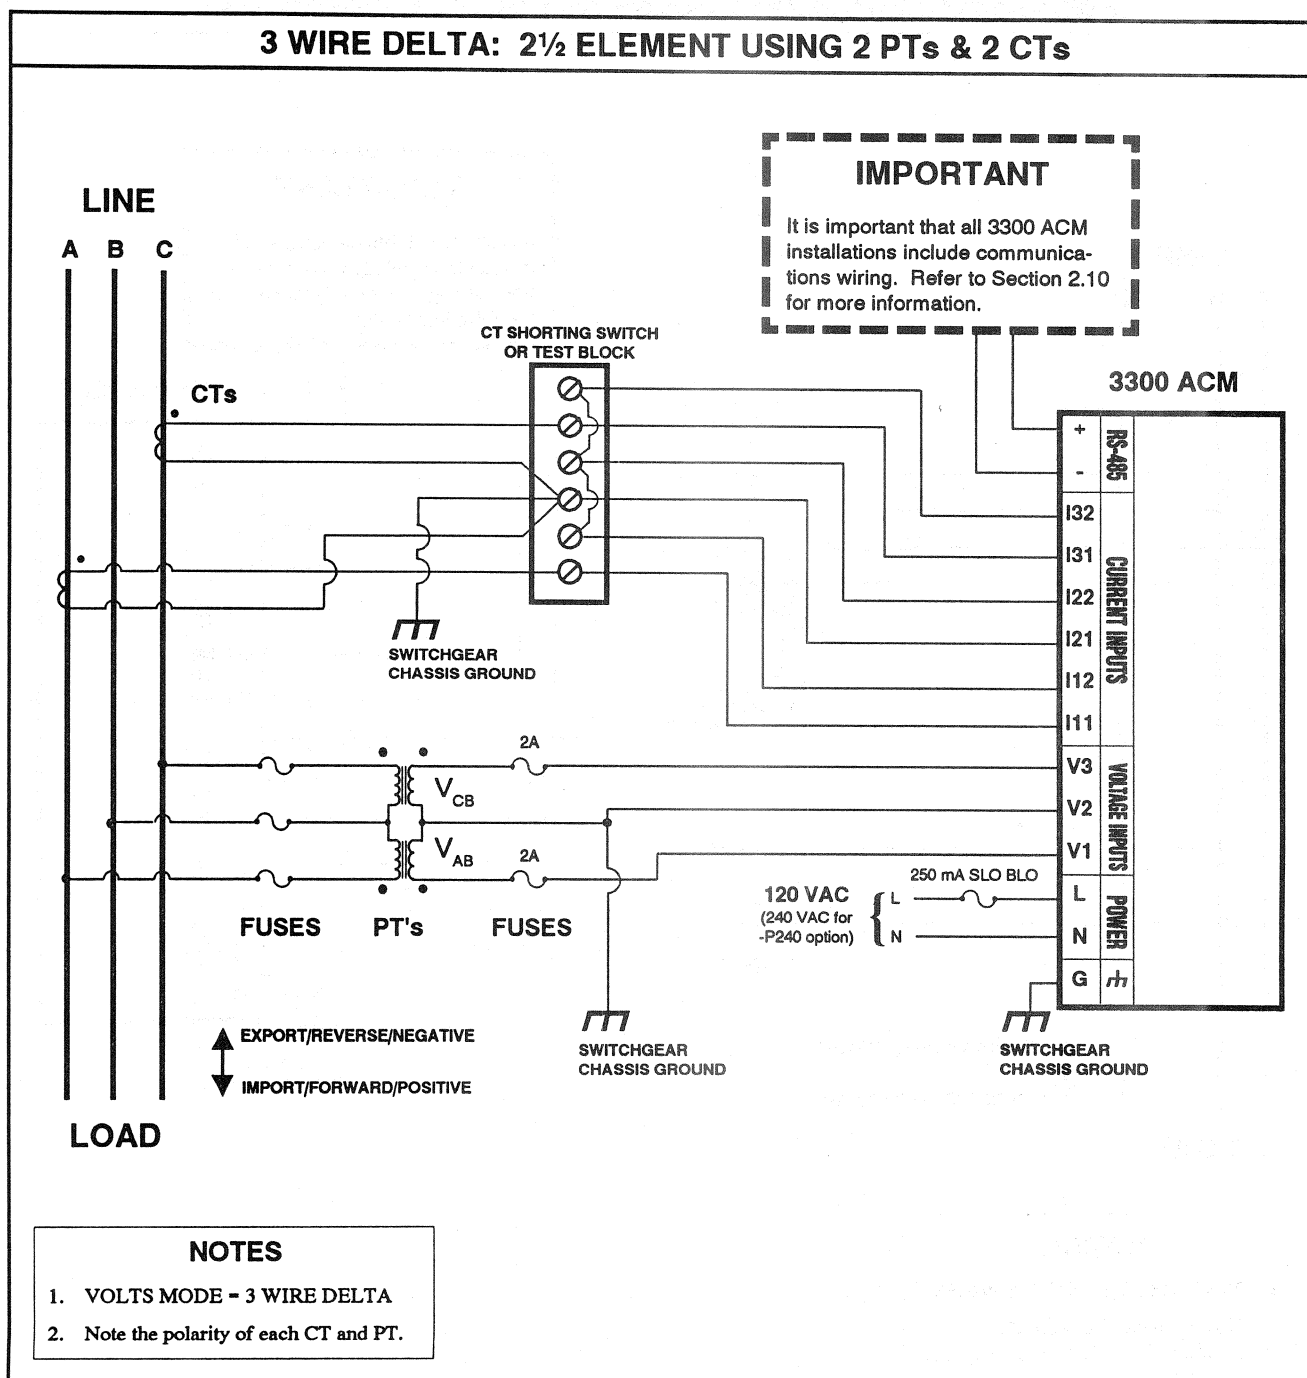 3 WIRE DELTA: 2½ ELEMENT USING 2 PTs & 2 CTs
IMPORTANT
It is important that all 3300 ACM
installations include communica-
tions wiring. Refer to Section 2.10
for more information.
LINE
A B C
CT SHORTING SWITCH
OR TEST BLOCK
CTs
3300 ACM
+
-
RS-485
I32
I31
I22
I21
I12
I11
CURRENT INPUTS
SWITCHGEAR
CHASSIS GROUND
V3
V2
V1
VOLTAGE INPUTS
2A
VCB
VAB
2A
FUSES
PT's
FUSES
250 mA SLO BLO
120 VAC
(240 VAC for
-P240 option)
L
N
L
N
POWER
G
SWITCHGEAR
CHASSIS GROUND
SWITCHGEAR
CHASSIS GROUND
EXPORT/REVERSE/NEGATIVE
IMPORT/FORWARD/POSITIVE
LOAD
NOTES
1. VOLTS MODE = 3 WIRE DELTA
2. Note the polarity of each CT and PT.